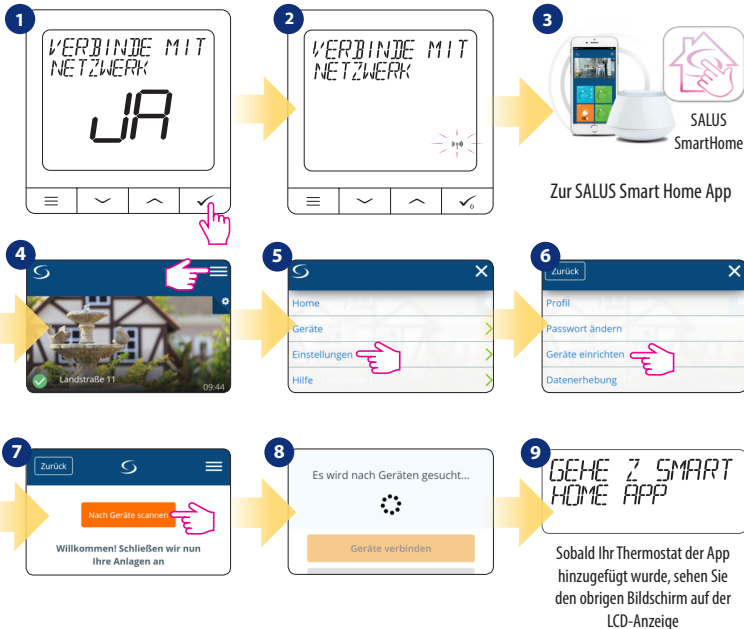 1
VERBINDE MIT
NETZWERK
JA
2
VERBINDE MIT
NETZWERK
3
SALUS
SmartHome
Zur SALUS Smart Home App
4
Landstraße 11
09:44
5
Home
Geräte
Einstellungen
Hilfe
6
Zurück
Profil
Passwort ändern
Geräte einrichten
Datenerhebung
7
Zurück
Nach Geräte scannen
Willkommen! Schließen wir nun
Ihre Anlagen an
8
Es wird nach Geräten gesucht...
Geräte verbinden
9
GEHE Z SMART
HOME APP
Sobald Ihr Thermostat der App
hinzugefügt wurde, sehen Sie
den obrigen Bildschirm auf der
LCD-Anzeige